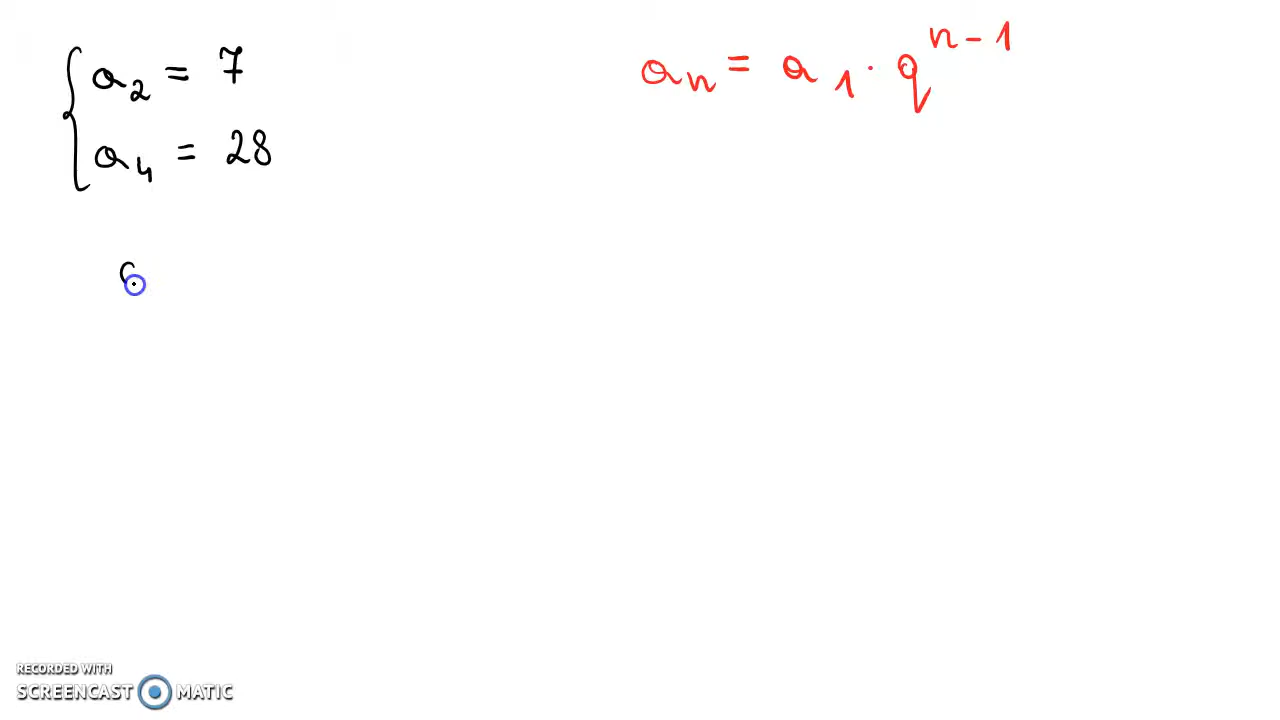 a₂ = 7
a₄ = 28
aₙ = a₁ · qⁿ⁻¹
RECORDED WITH
SCREENCAST MATIC